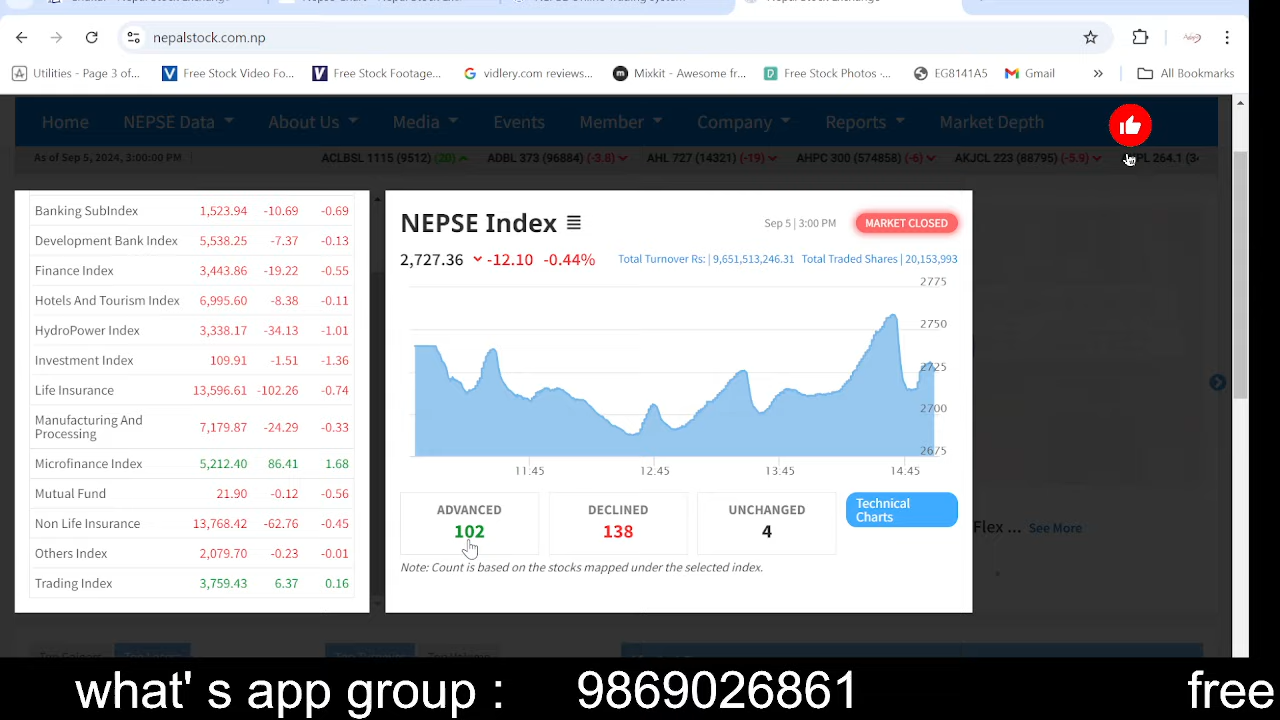 nepalstock.com.np
Utilities - Page 3 of... Free Stock Video Fo... Free Stock Footage... vidlery.com reviews... Mixkit - Awesome fr... Free Stock Photos -... EG8141A5 Gmail » All Bookmarks
Home NEPSE Data About Us Media Events Member Company Reports Market Depth
As of Sep 5, 2024, 3:00:00 PM ACLBSL 1115 (9512) (20) ADBL 373 (96884) (-3.8) AHL 727 (14321) (-19) AHPC 300 (574858) (-6) AKJCL 223 (88795) (-5.9) 264.1
Banking SubIndex 1,523.94 -10.69 -0.69
Development Bank Index 5,538.25 -7.37 -0.13
Finance Index 3,443.86 -19.22 -0.55
Hotels And Tourism Index 6,995.60 -8.38 -0.11
HydroPower Index 3,338.17 -34.13 -1.01
Investment Index 109.91 -1.51 -1.36
Life Insurance 13,596.61 -102.26 -0.74
Manufacturing And
Processing 7,179.87 -24.29 -0.33
Microfinance Index 5,212.40 86.41 1.68
Mutual Fund 21.90 -0.12 -0.56
Non Life Insurance 13,768.42 -62.76 -0.45
Others Index 2,079.70 -0.23 -0.01
Trading Index 3,759.43 6.37 0.16
NEPSE Index Sep 5 | 3:00 PM MARKET CLOSED
2,727.36 -12.10 -0.44% Total Turnover Rs: | 9,651,513,246.31 Total Traded Shares | 20,153,993
2775
2750
2725
2700
2675
11:45 12:45 13:45 14:45
ADVANCED DECLINED UNCHANGED
102 138 4
Technical
Charts
Note: Count is based on the stocks mapped under the selected index.
Flex ... See More
what' s app group : 9869026861 free